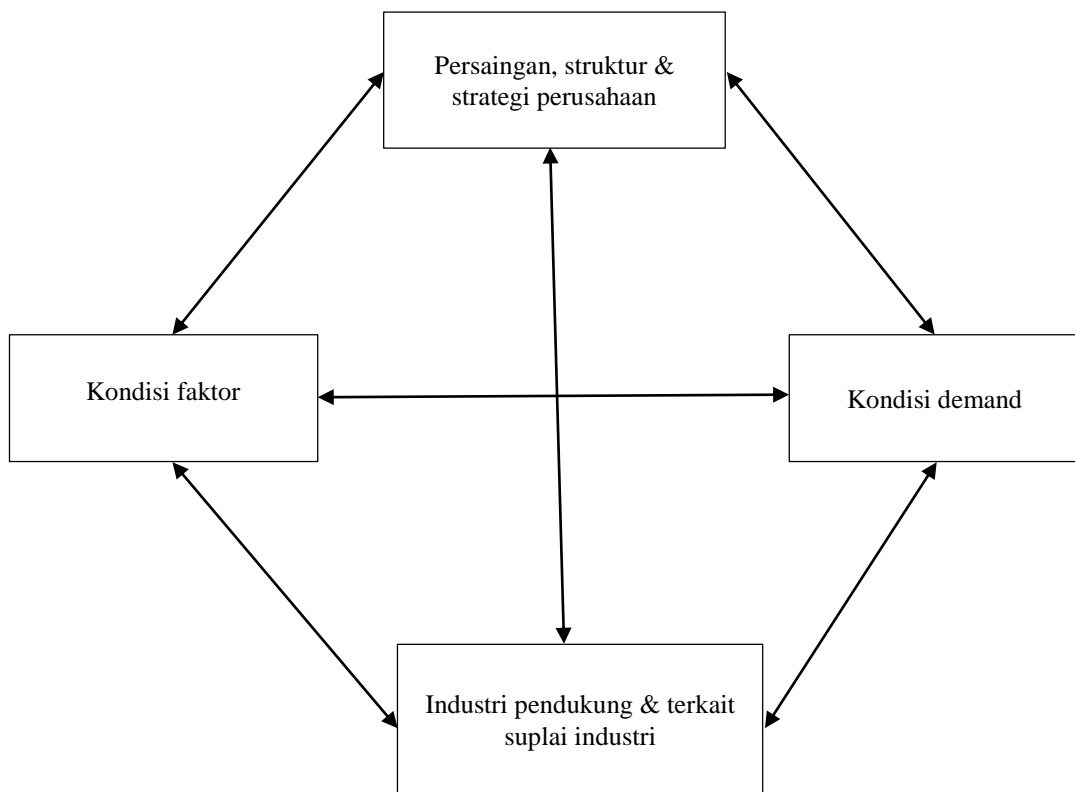 Persaingan, struktur &
strategi perusahaan
Kondisi faktor
Kondisi demand
Industri pendukung & terkait
suplai industri